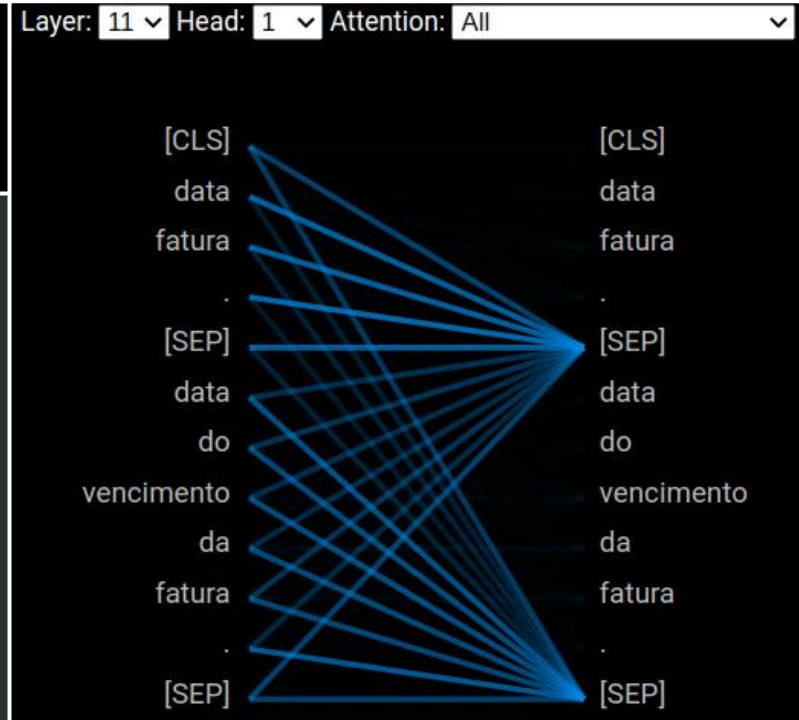 Layer: 11 Head: 1 Attention: All
[CLS] [CLS]
data data
fatura fatura
. .
[SEP] [SEP]
data data
do do
vencimento vencimento
da da
fatura fatura
. .
[SEP] [SEP]